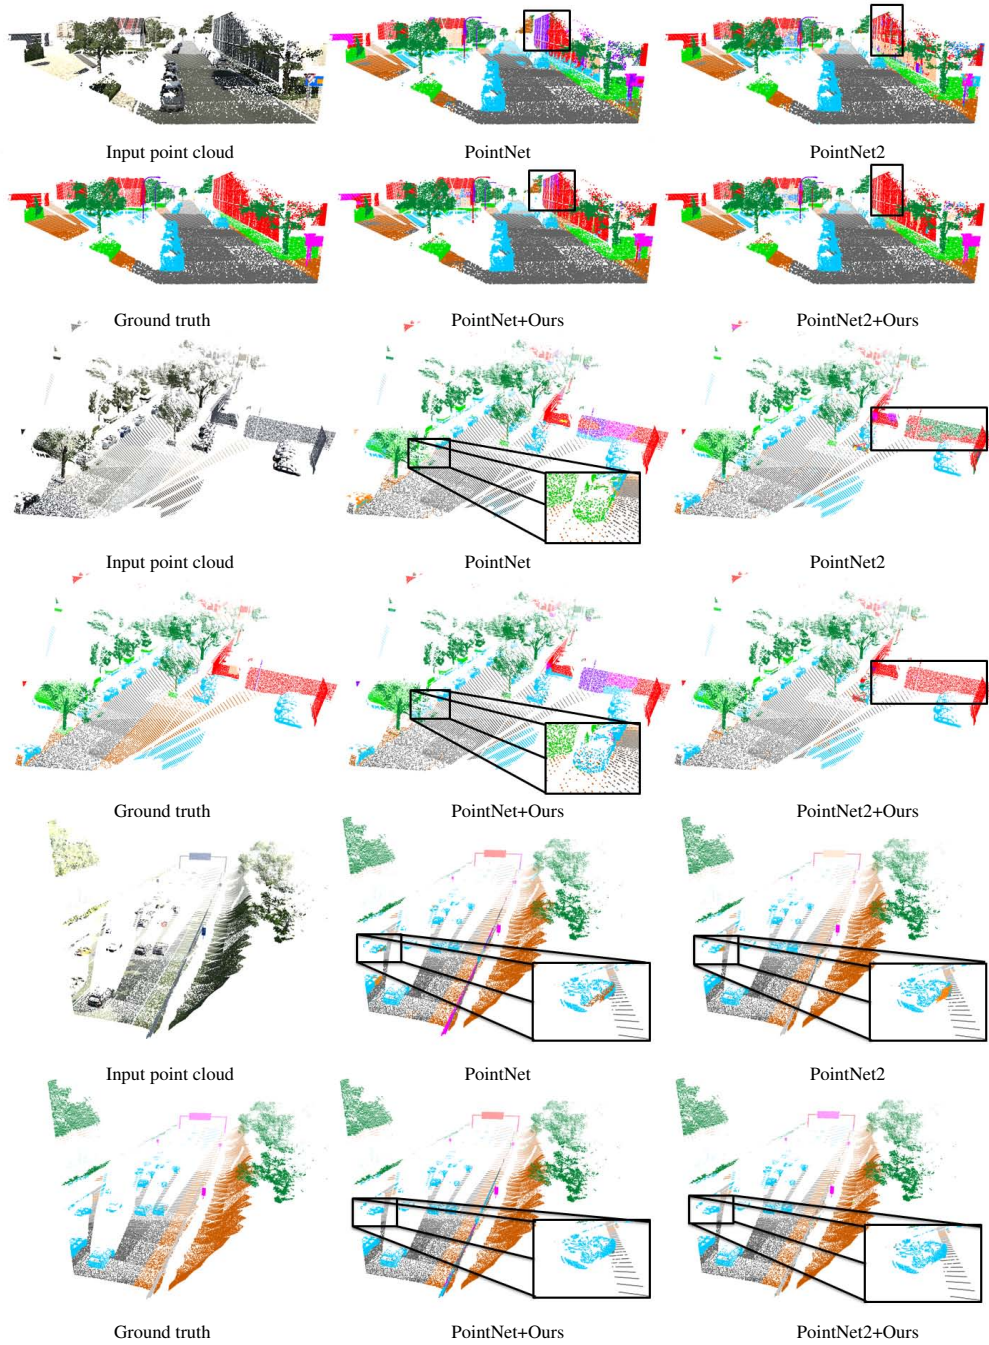 Input point cloud
PointNet
PointNet2
Ground truth
PointNet+Ours
PointNet2+Ours
Input point cloud
PointNet
PointNet2
Ground truth
PointNet+Ours
PointNet2+Ours
Input point cloud
PointNet
PointNet2
Ground truth
PointNet+Ours
PointNet2+Ours